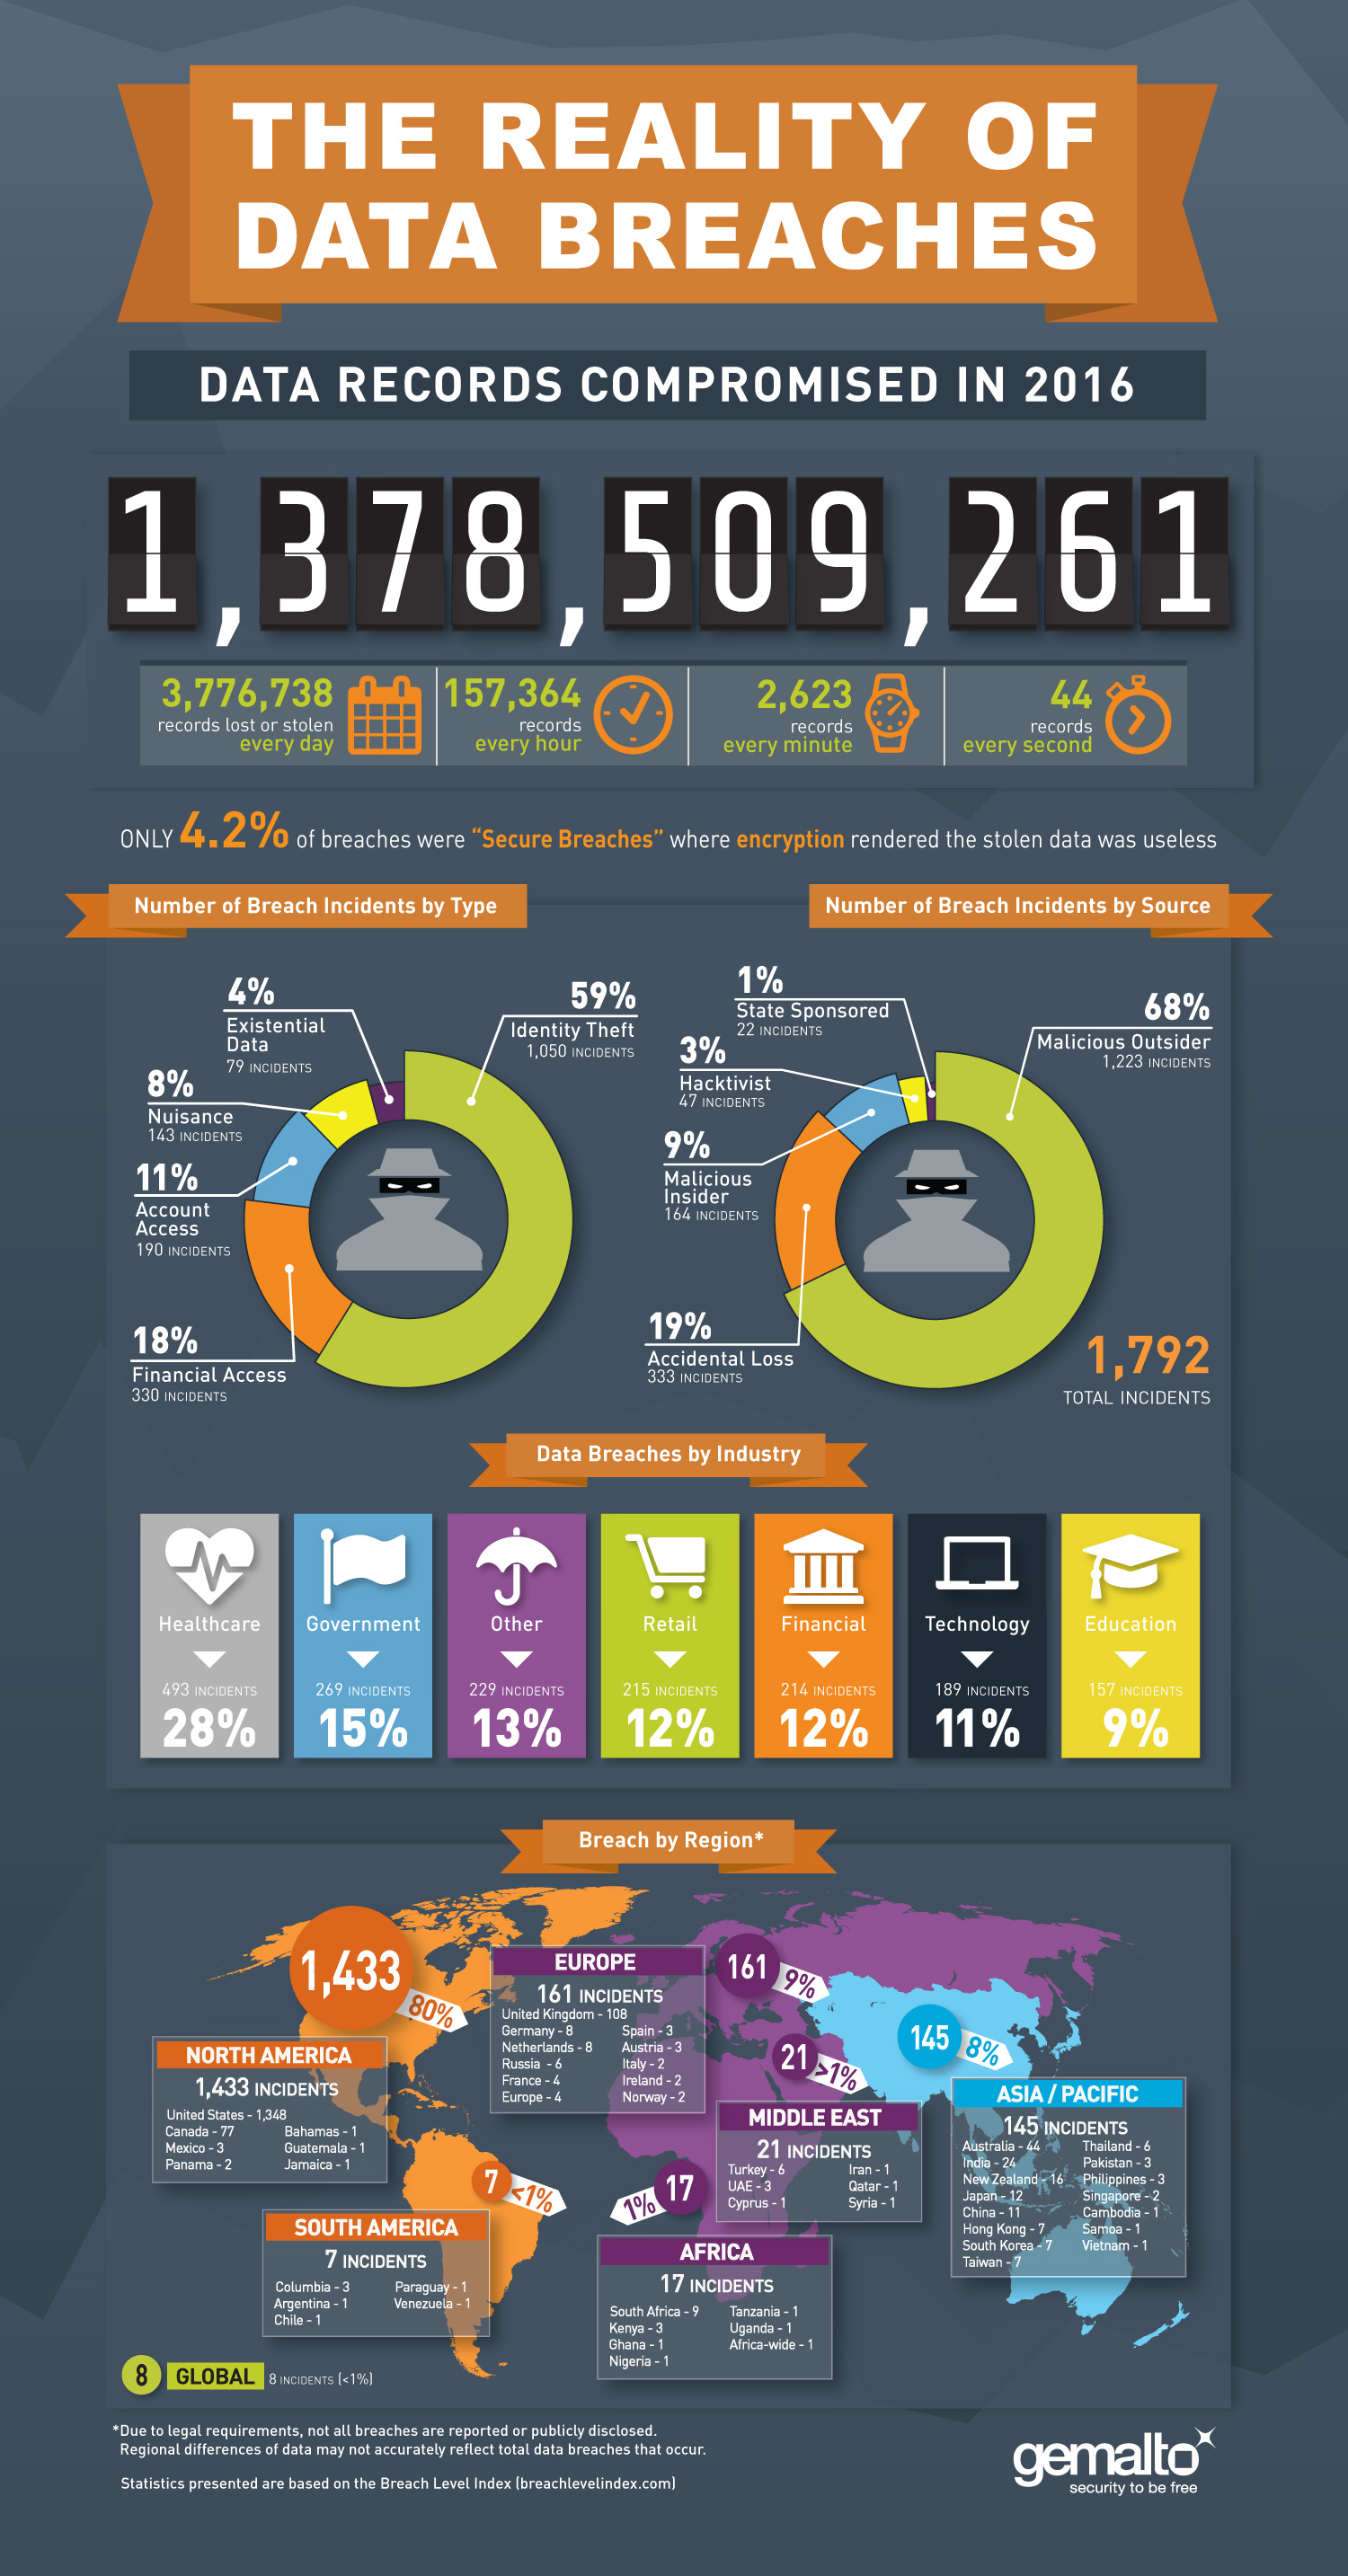 THE REALITY OF
DATA BREACHES
DATA RECORDS COMPROMISED IN 2016
1,378,509,261
3,776,738
records lost or stolen
every day
157,364
records
every hour
2,623
records
every minute
44
records
every second
ONLY 4.2% of breaches were “Secure Breaches” where encryption rendered the stolen data was useless
Number of Breach Incidents by Type
4%
Existential
Data
79 INCIDENTS
59%
Identity Theft
1,050 INCIDENTS
8%
Nuisance
143 INCIDENTS
11%
Account
Access
190 INCIDENTS
18%
Financial Access
330 INCIDENTS
Number of Breach Incidents by Source
1%
State Sponsored
22 INCIDENTS
68%
Malicious Outsider
1,223 INCIDENTS
3%
Hacktivist
47 INCIDENTS
9%
Malicious
Insider
164 INCIDENTS
19%
Accidental Loss
333 INCIDENTS
1,792
TOTAL INCIDENTS
Data Breaches by Industry
Healthcare
493 INCIDENTS
28%
Government
269 INCIDENTS
15%
Other
229 INCIDENTS
13%
Retail
215 INCIDENTS
12%
Financial
214 INCIDENTS
12%
Technology
189 INCIDENTS
11%
Education
157 INCIDENTS
9%
Breach by Region*
1,433
80%
NORTH AMERICA
1,433 INCIDENTS
United States - 1,348
Canada - 77
Mexico - 3
Panama - 2
Bahamas - 1
Guatemala - 1
Jamaica - 1
EUROPE
161 INCIDENTS
United Kingdom - 108
Germany - 8
Netherlands - 8
Russia - 6
France - 4
Europe - 4
Spain - 3
Austria - 3
Italy - 2
Ireland - 2
Norway - 2
161
9%
21
>1%
MIDDLE EAST
21 INCIDENTS
Turkey - 6
UAE - 3
Cyprus - 1
Iran - 1
Qatar - 1
Syria - 1
145
8%
ASIA / PACIFIC
145 INCIDENTS
Australia - 44
India - 24
New Zealand - 16
Japan - 12
China - 11
Hong Kong - 7
South Korea - 7
Taiwan - 7
Thailand - 6
Pakistan - 3
Philippines - 3
Singapore - 2
Cambodia - 1
Samoa - 1
Vietnam - 1
7
<1%
SOUTH AMERICA
7 INCIDENTS
Columbia - 3
Argentina - 1
Chile - 1
Paraguay - 1
Venezuela - 1
17
1%
AFRICA
17 INCIDENTS
South Africa - 9
Kenya - 3
Ghana - 1
Nigeria - 1
Tanzania - 1
Uganda - 1
Africa-wide - 1
8 GLOBAL 8 INCIDENTS (<1%)
*Due to legal requirements, not all breaches are reported or publicly disclosed.
Regional differences of data may not accurately reflect total data breaches that occur.
Statistics presented are based on the Breach Level Index (breachlevelindex.com)
gemalto
security to be free